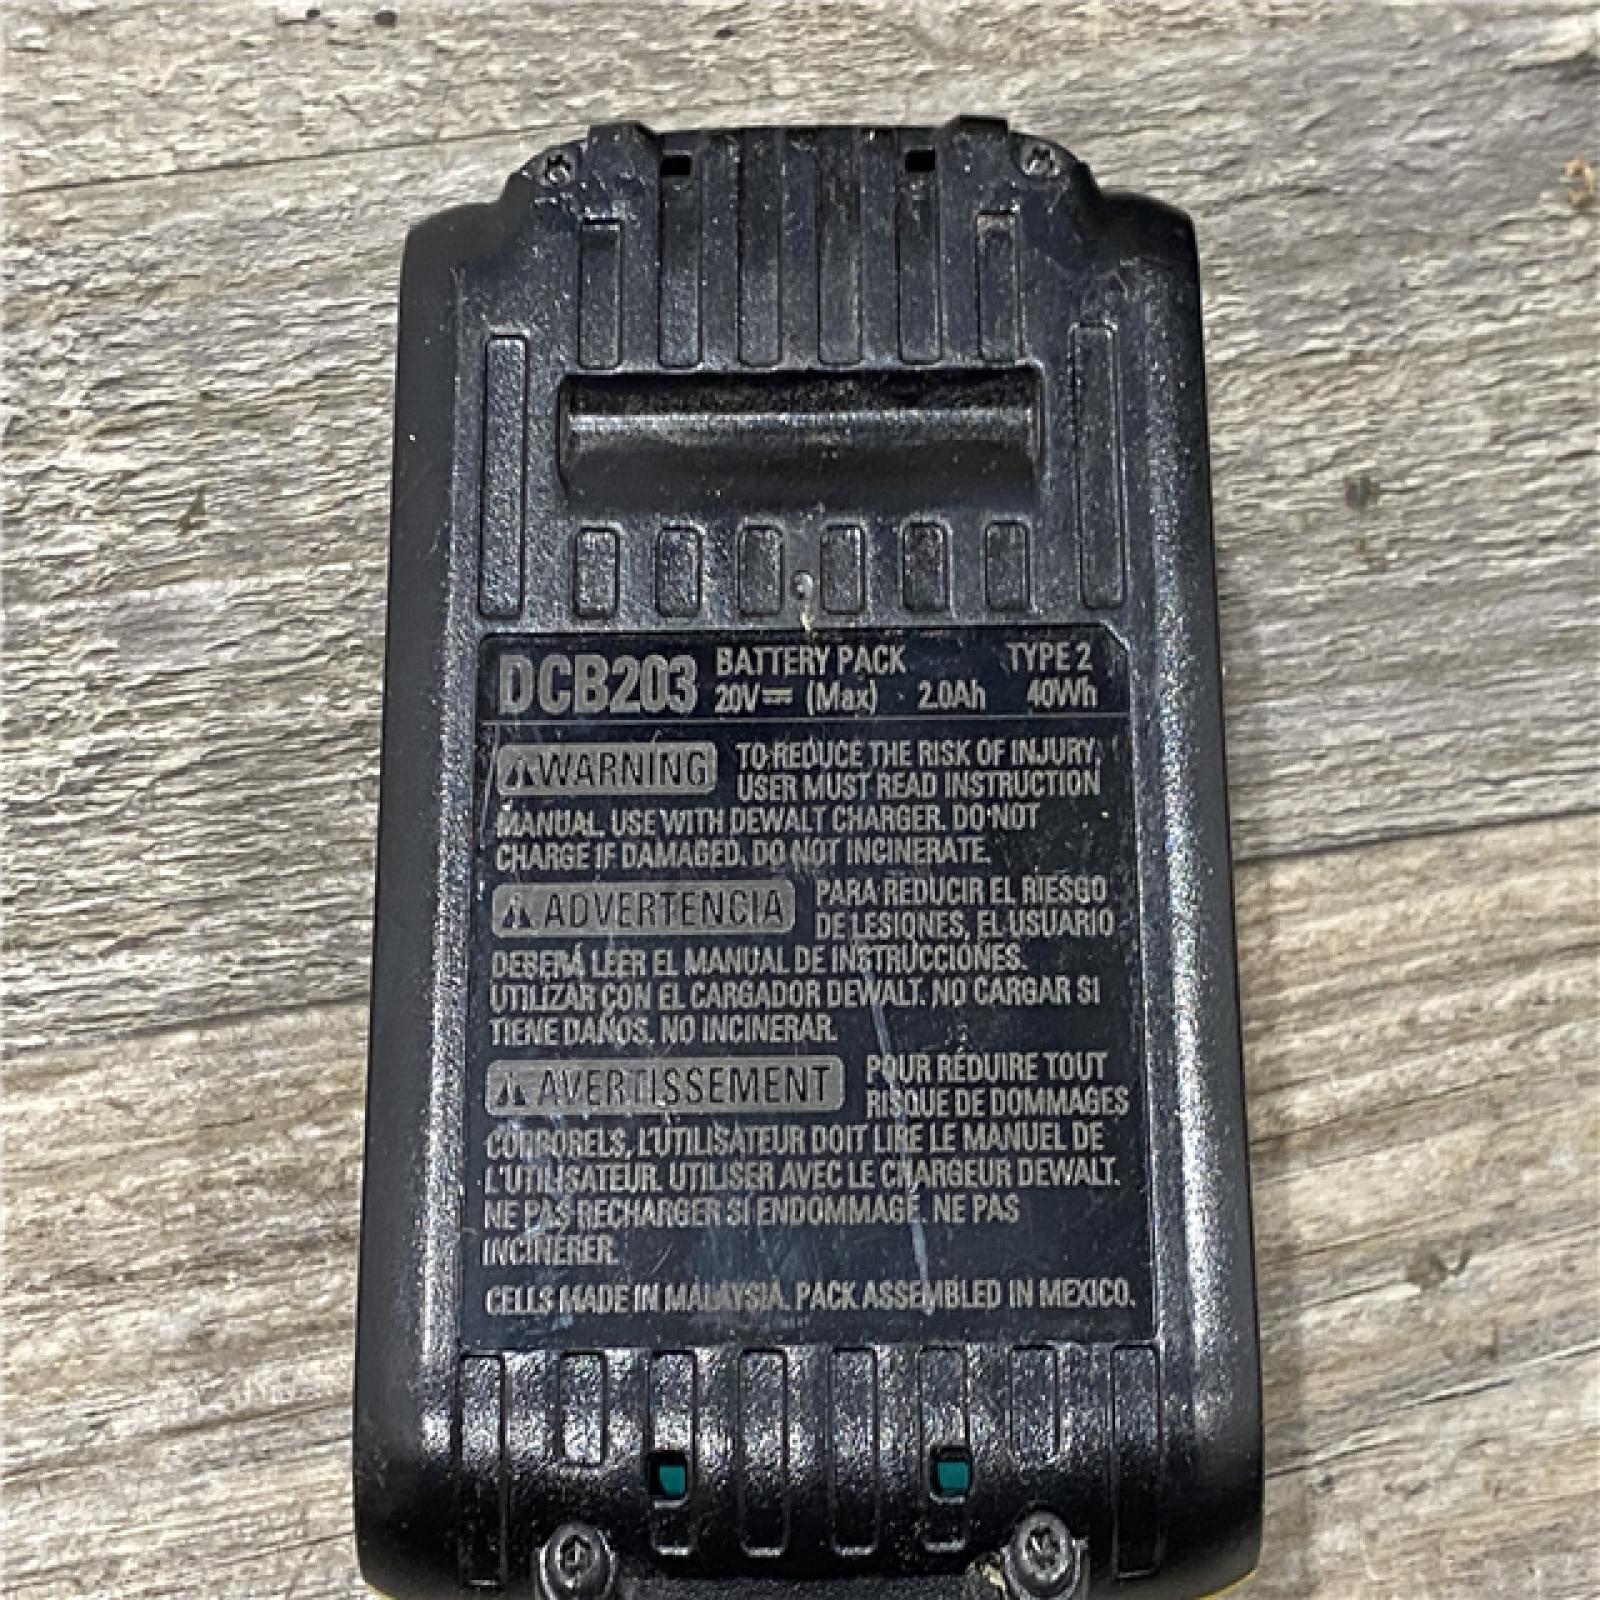 DCB203 BATTERY PACK TYPE 2
20V⎓ (Max) 2.0Ah 40Wh
⚠WARNING TO REDUCE THE RISK OF INJURY,
USER MUST READ INSTRUCTION
MANUAL. USE WITH DEWALT CHARGER. DO NOT
CHARGE IF DAMAGED. DO NOT INCINERATE.
⚠ADVERTENCIA PARA REDUCIR EL RIESGO
DE LESIONES, EL USUARIO
DEBERÁ LEER EL MANUAL DE INSTRUCCIONES.
UTILIZAR CON EL CARGADOR DEWALT. NO CARGAR SI
TIENE DAÑOS. NO INCINERAR.
⚠AVERTISSEMENT POUR RÉDUIRE TOUT
RISQUE DE DOMMAGES
CORPORELS, L'UTILISATEUR DOIT LIRE LE MANUEL DE
L'UTILISATEUR. UTILISER AVEC LE CHARGEUR DEWALT.
NE PAS RECHARGER SI ENDOMMAGÉ. NE PAS
INCINÉRER.
CELLS MADE IN MALAYSIA. PACK ASSEMBLED IN MEXICO.